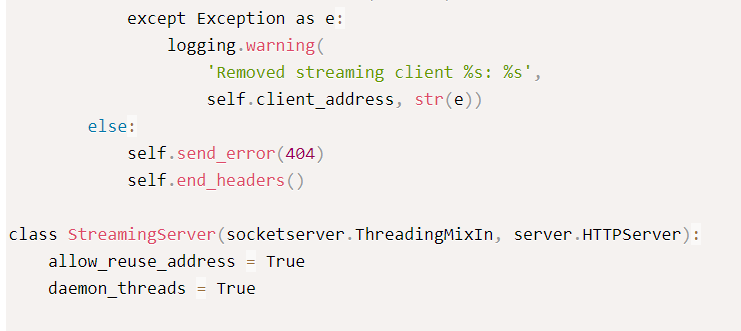 except Exception as e:
logging.warning(
'Removed streaming client %s: %s',
self.client_address, str(e))
else:
self.send_error(404)
self.end_headers()
class StreamingServer(socketserver.ThreadingMixIn, server.HTTPServer):
allow_reuse_address = True
daemon_threads = True